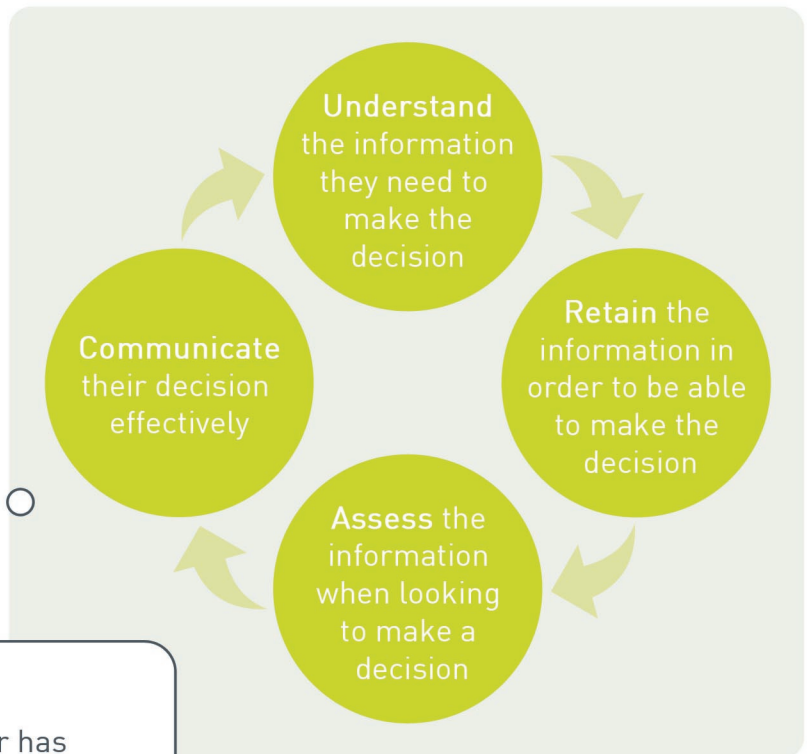 Understand
the information
they need to
make the
decision
Retain the
information in
order to be able
to make the
decision
Assess the
information
when looking
to make a
decision
Communicate
their decision
effectively
r has